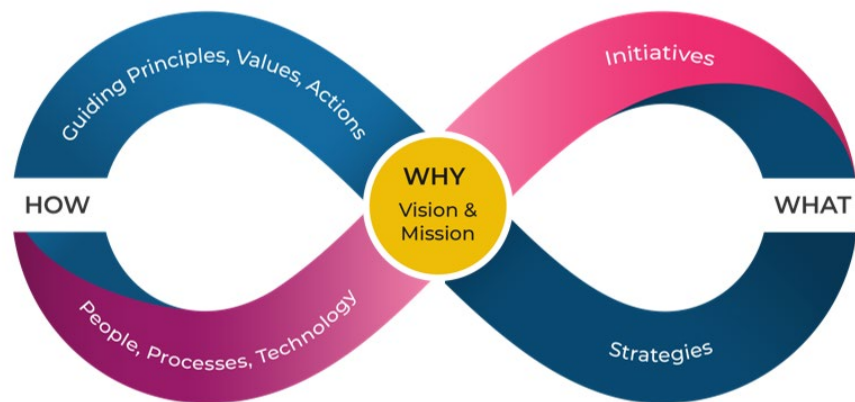 Guiding Principles, Values, Actions
Initiatives
HOW
WHY
Vision &
Mission
WHAT
People, Processes, Technology
Strategies